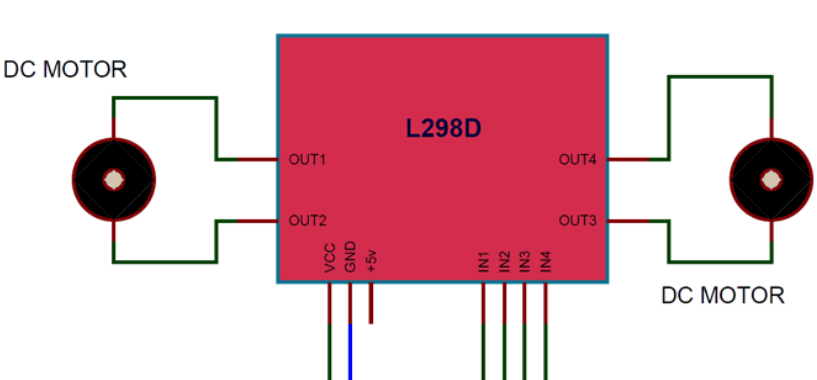 DC MOTOR
L298D
OUT1
OUT4
OUT2
OUT3
VCC
GND
+5v
IN1
IN2
IN3
IN4
DC MOTOR